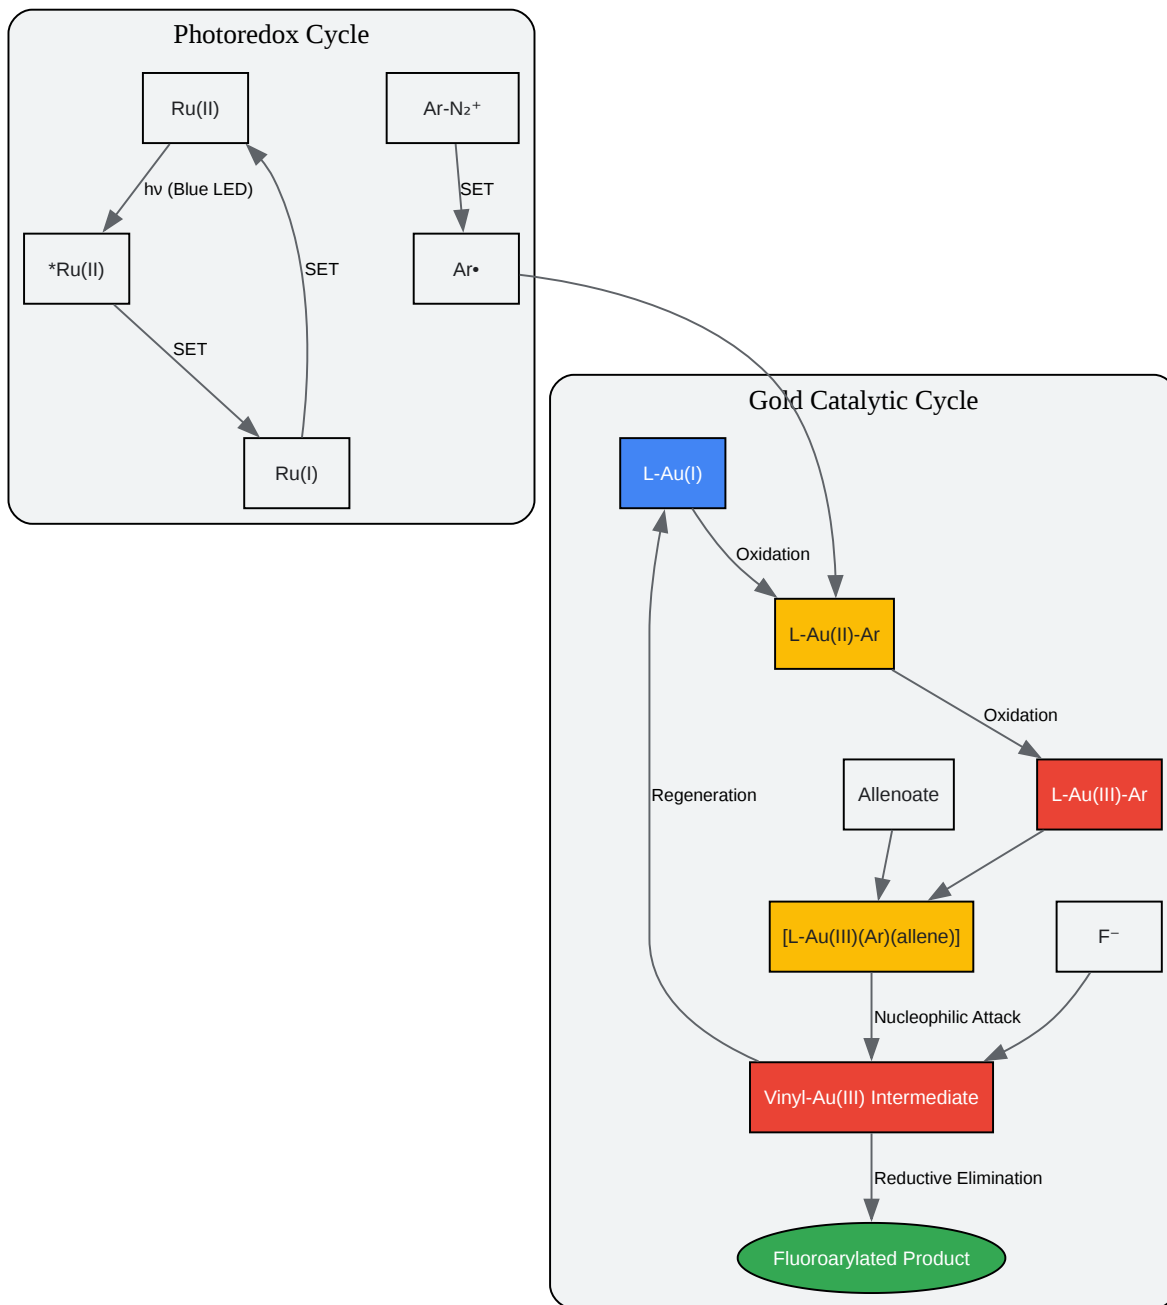 Photoredox Cycle
Ru(II)
Ar-N₂⁺
hν (Blue LED)
SET
*Ru(II)
Ar•
SET
SET
Ru(I)
Gold Catalytic Cycle
L-Au(I)
Oxidation
L-Au(II)-Ar
Oxidation
Regeneration
Allenoate
L-Au(III)-Ar
[L-Au(III)(Ar)(allene)]
F⁻
Nucleophilic Attack
Vinyl-Au(III) Intermediate
Reductive Elimination
Fluoroarylated Product